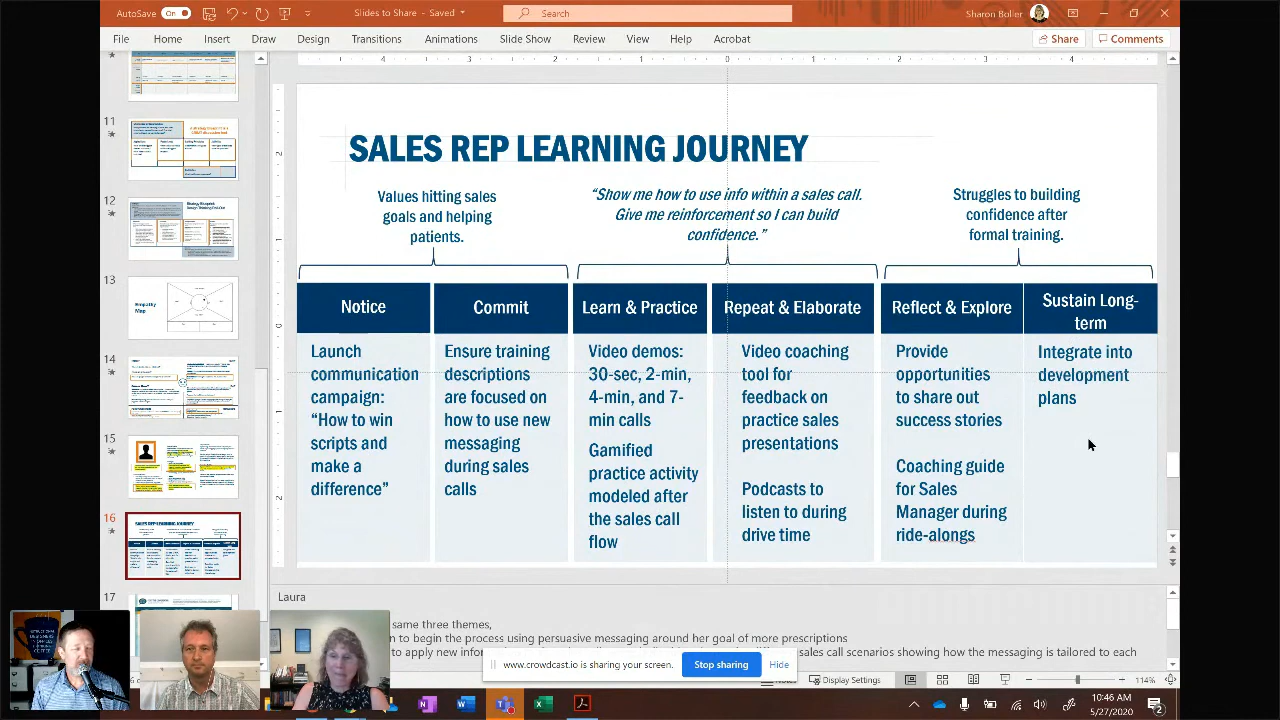 AutoSave On Slides to Share - Saved Search Sharon Boller
File Home Insert Draw Design Transitions Animations Slide Show Review View Help Acrobat Share Comments
SALES REP LEARNING JOURNEY
Values hitting sales
goals and helping
patients.
“Show me how to use info within a sales call.
Give me reinforcement so I can build
confidence.”
Struggles to building
confidence after
formal training.
Notice
Commit
Learn & Practice
Repeat & Elaborate
Reflect & Explore
Sustain Long-
term
Launch
communication
campaign:
“How to win
scripts and
make a
difference”
Ensure training
descriptions
are focused on
how to use new
messaging
during sales
calls
Video demos:
30-sec, 2-min,
4-min, and 7-
min calls
Gamified
practice activity
modeled after
the sales call
flow
Video coaching
tool for
feedback on
practice sales
presentations
Podcasts to
listen to during
drive time
Provide
opportunities
to share out
success stories
Coaching guide
for Sales
Manager during
ride-alongs
Integrate into
development
plans
11
12
13
Empathy
Map
14
15
16
SALES REP LEARNING JOURNEY
17
Laura
same three themes,
to begin the process using persuasive messaging around her goal to more prescriptions
to apply new info
sales call scenarios showing how the messaging is tailored to each
www.crowdcast.io is sharing your screen. Stop sharing Hide
Display Settings 114%
10:46 AM
5/27/2020
2